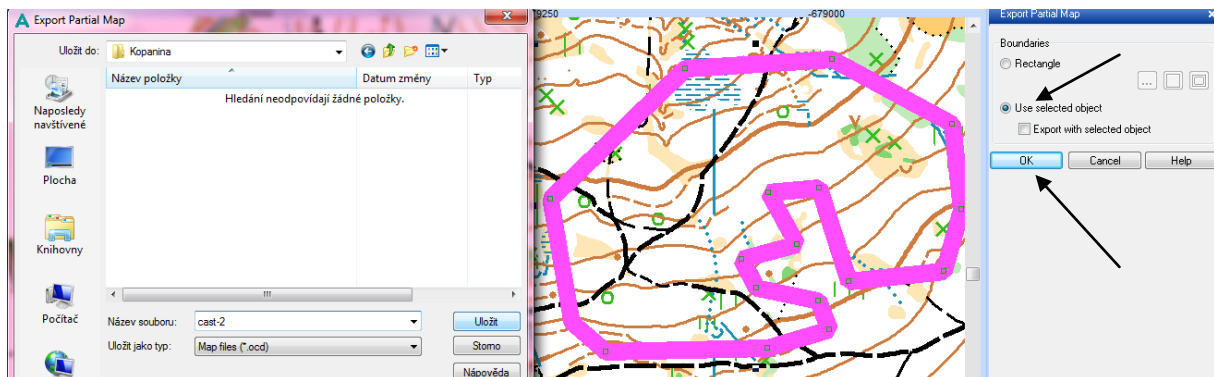 Export Partial Map
Uložit do:
Kopanina
Název položky
Datum změny
Typ
Hledání neodpovídají žádné položky.
Naposledy
navštívené
Plocha
Knihovny
Počítač
Název souboru:
cast-2
Uložit
Uložit jako typ:
Map files (*.ocd)
Storno
Nápověda
79250
-679000
Export Partial Map
Boundaries
Rectangle
...
Use selected object
Export with selected object
OK
Cancel
Help